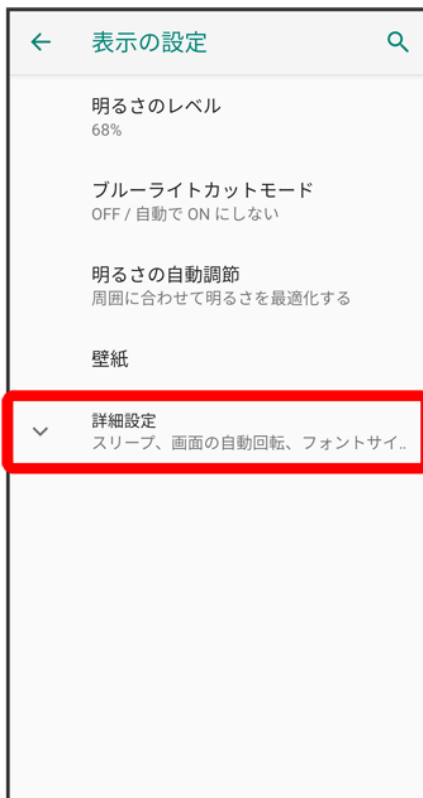 表示の設定
明るさのレベル
68%
ブルーライトカットモード
OFF / 自動で ON にしない
明るさの自動調節
周囲に合わせて明るさを最適化する
壁紙
詳細設定
スリープ、画面の自動回転、フォントサイ..